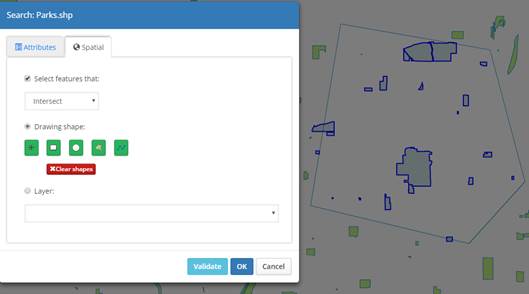 Search: Parks.shp
Attributes Spatial
Select features that:
Intersect
Drawing shape:
Clear shapes
Layer:
Validate OK Cancel